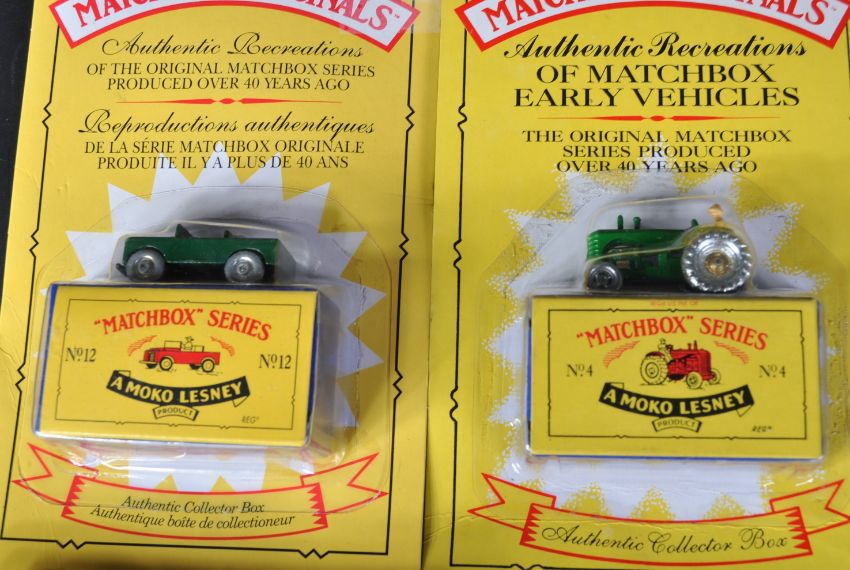 Authentic Recreations
OF THE ORIGINAL MATCHBOX SERIES
PRODUCED OVER 40 YEARS AGO
Reproductions authentiques
DE LA SÉRIE MATCHBOX ORIGINALE
PRODUITE IL Y A PLUS DE 40 ANS
"MATCHBOX" SERIES
No12 No12
A MOKO LESNEY
PRODUCT
REGD
Authentic Collector Box
Authentique boîte de collectioneur
Authentic Recreations
OF MATCHBOX
EARLY VEHICLES
THE ORIGINAL MATCHBOX
SERIES PRODUCED
OVER 40 YEARS AGO
"MATCHBOX" SERIES
No4 No4
A MOKO LESNEY
PRODUCT
REGD
Authentic Collector Box